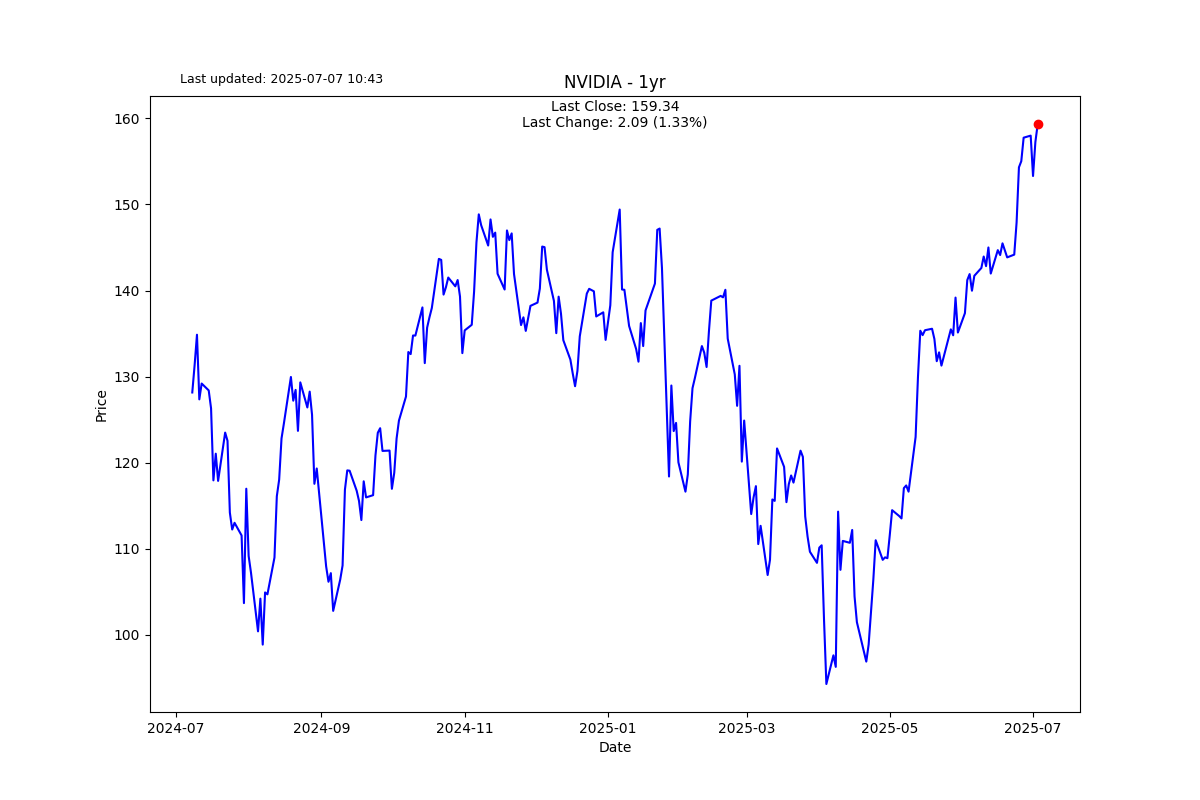 Last updated: 2025-07-07 10:43
NVIDIA - 1yr
Last Close: 159.34
Last Change: 2.09 (1.33%)
160
150
140
130
120
110
100
Price
2024-07 2024-09 2024-11 2025-01 2025-03 2025-05 2025-07
Date